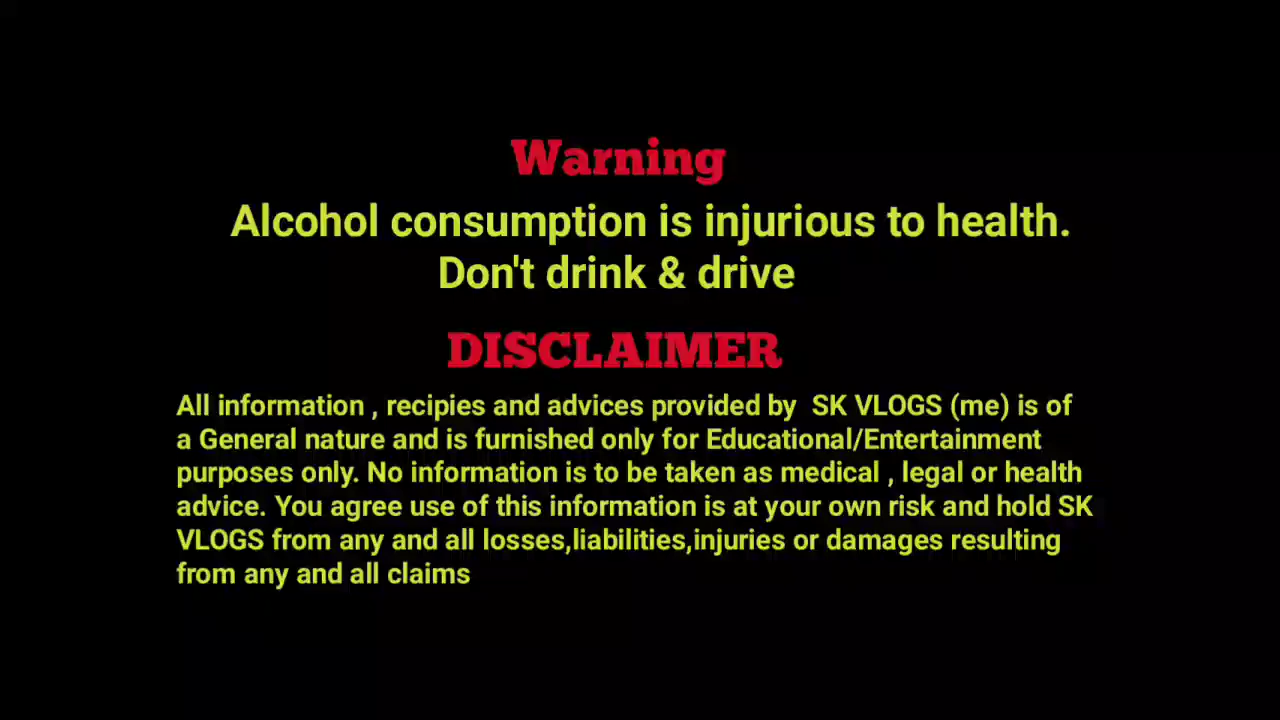 Warning
Alcohol consumption is injurious to health.
Don't drink & drive
DISCLAIMER
All information , recipies and advices provided by  SK VLOGS (me) is of
a General nature and is furnished only for Educational/Entertainment
purposes only. No information is to be taken as medical , legal or health
advice. You agree use of this information is at your own risk and hold SK
VLOGS from any and all losses,liabilities,injuries or damages resulting
from any and all claims